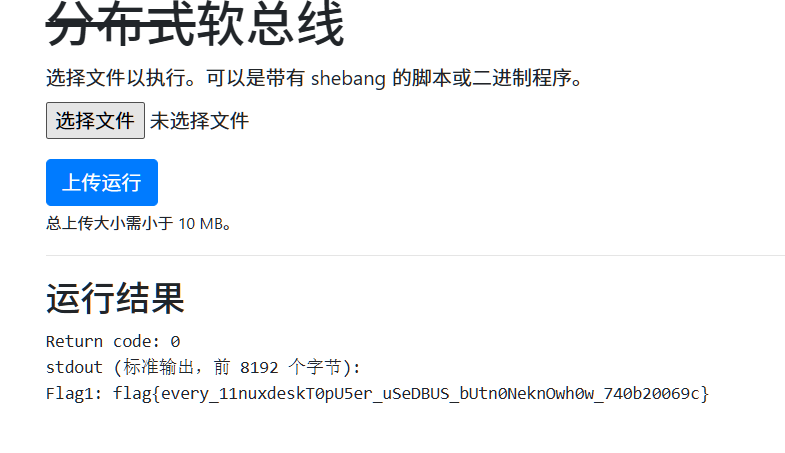 分布式软总线
选择文件以执行。可以是带有 shebang 的脚本或二进制程序。
选择文件 未选择文件
上传运行
总上传大小需小于 10 MB。
运行结果
Return code: 0
stdout (标准输出，前 8192 个字节):
Flag1: flag{every_11nuxdeskT0pU5er_uSeDBUS_bUtn0NeknOwh0w_740b20069c}